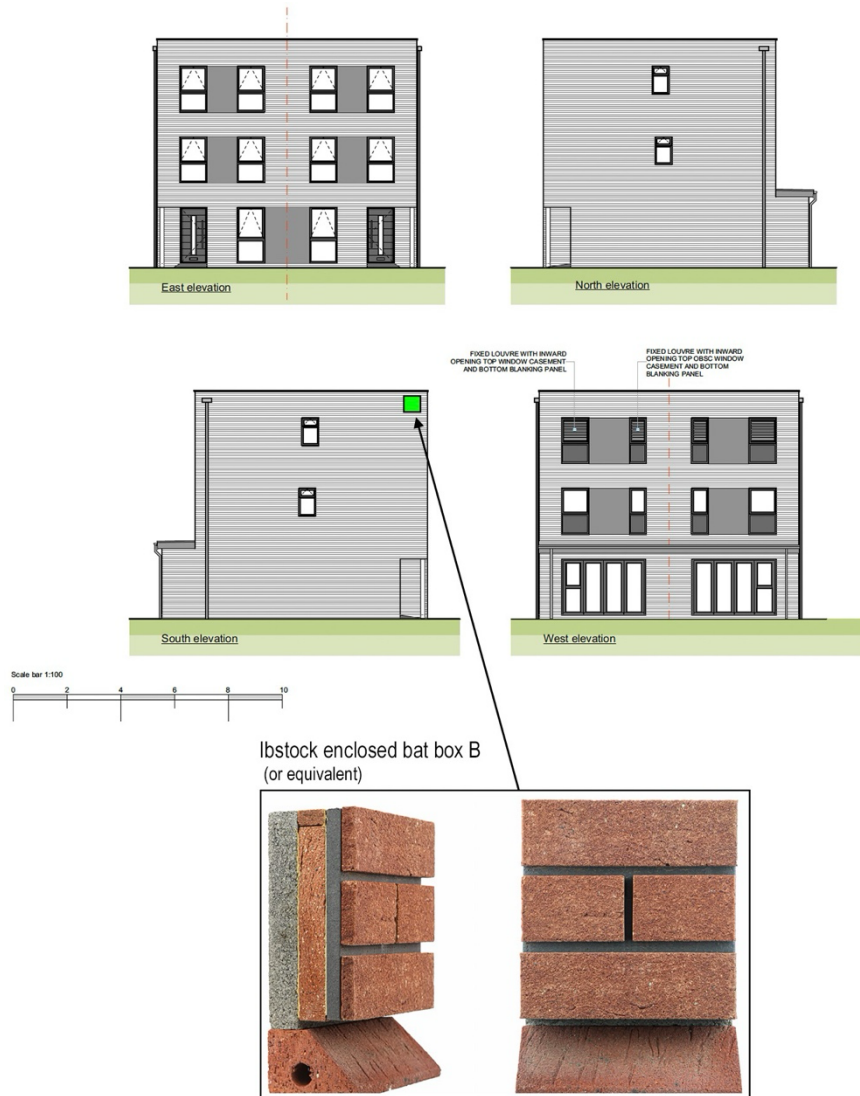 East elevation
North elevation
FIXED LOUVRE WITH INWARD
OPENING TOP WINDOW CASEMENT
AND BOTTOM BLANKING PANEL
FIXED LOUVRE WITH INWARD
OPENING TOP OBSC WINDOW
CASEMENT AND BOTTOM
BLANKING PANEL
South elevation
West elevation
Scale bar 1:100
0 2 4 6 8 10
Ibstock enclosed bat box B
(or equivalent)